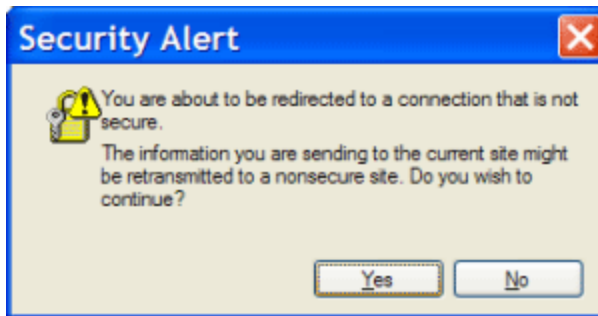 Security Alert
You are about to be redirected to a connection that is not
secure.
The information you are sending to the current site might
be retransmitted to a nonsecure site. Do you wish to
continue?
Yes No